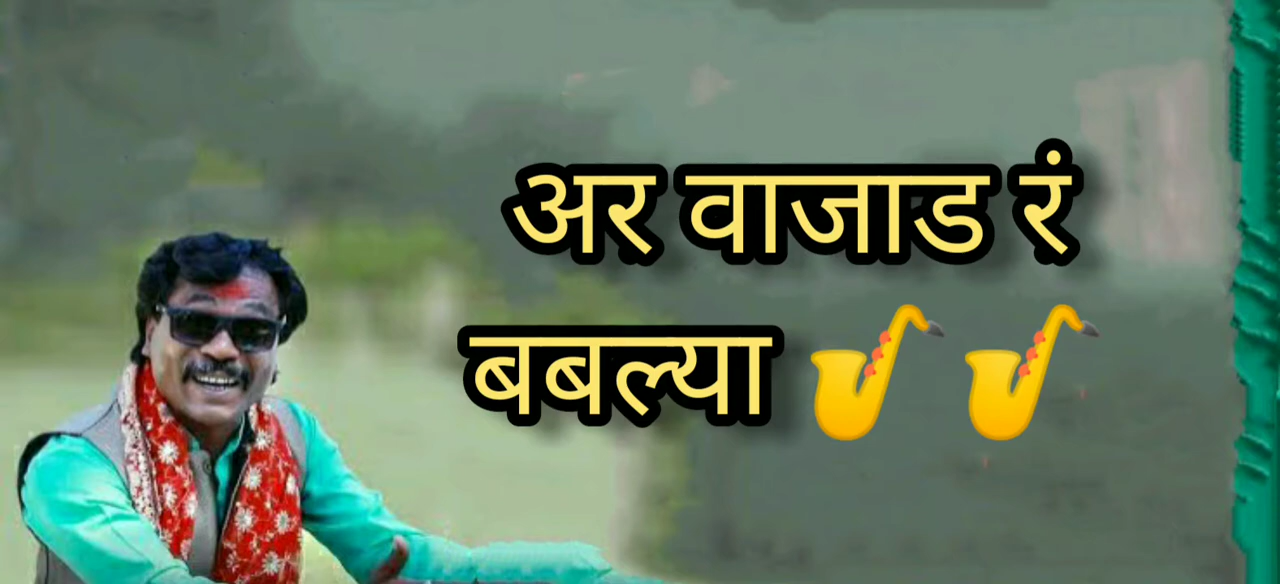 अर वाजाड रं
बबल्या 🎷 🎷